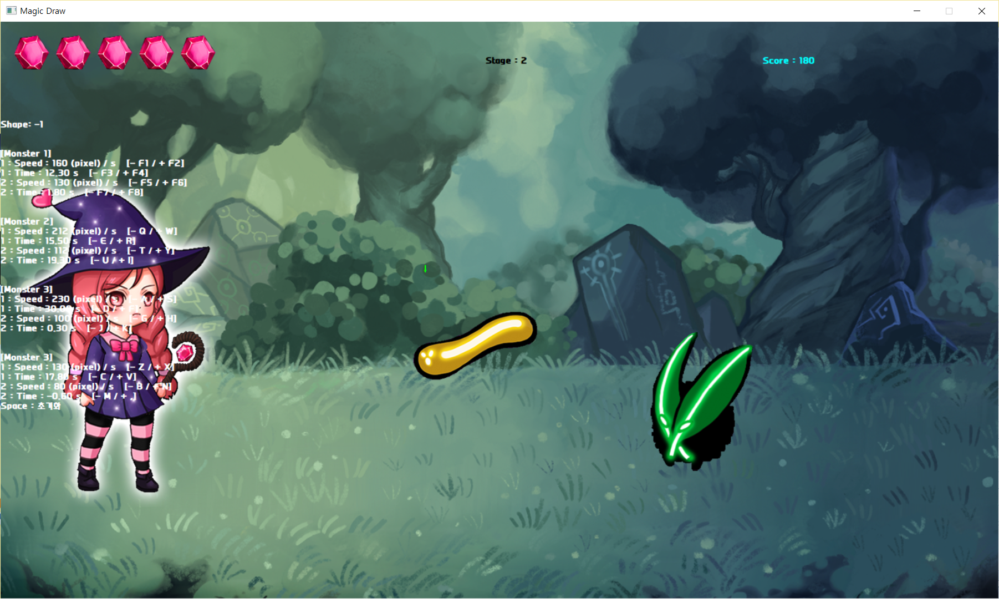 Magic Draw
Stage : 2
Score : 180
Shape: -1
[Monster 1]
1 : Speed : 160 (pixel) / s [- F1 / + F2]
1 : Time : 12.30 s [- F3 / + F4]
2 : Speed : 130 (pixel) / s [- F5 / + F6]
2 : Time : 1.80 s [- F7 / + F8]
[Monster 2]
1 : Speed : 212 (pixel) / s [- Q / + W]
1 : Time : 15.50 s [- E / + R]
2 : Speed : 112 (pixel) / s [- T / + Y]
2 : Time : 19.30 s [- U / + I]
[Monster 3]
1 : Speed : 230 (pixel) / s [- A / + S]
1 : Time : 30.00 s [- D / + F]
2 : Speed : 100 (pixel) / s [- G / + H]
2 : Time : 0.30 s [- J / + K]
[Monster 3]
1 : Speed : 130 (pixel) / s [- Z / + X]
1 : Time : 17.80 s [- C / + V]
2 : Speed : 80 (pixel) / s [- B / + N]
2 : Time : -0.60 s [- M / + ,]
Space : 초기화